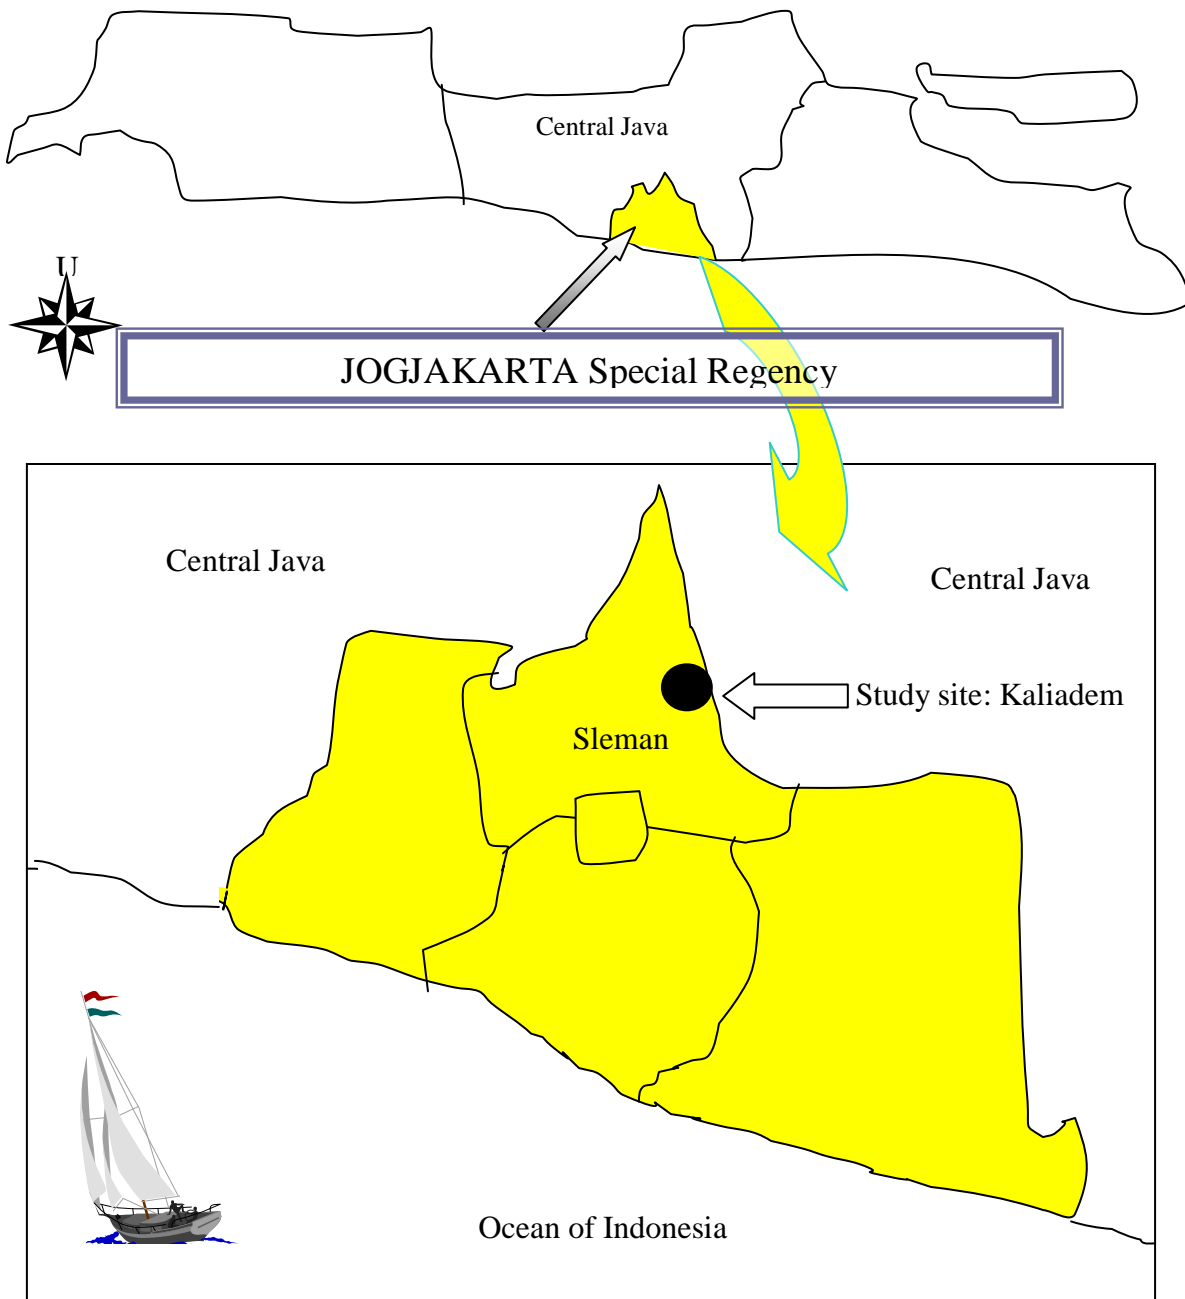 Central Java
U
JOGJAKARTA Special Regency
Central Java
Central Java
Study site: Kaliadem
Sleman
Ocean of Indonesia